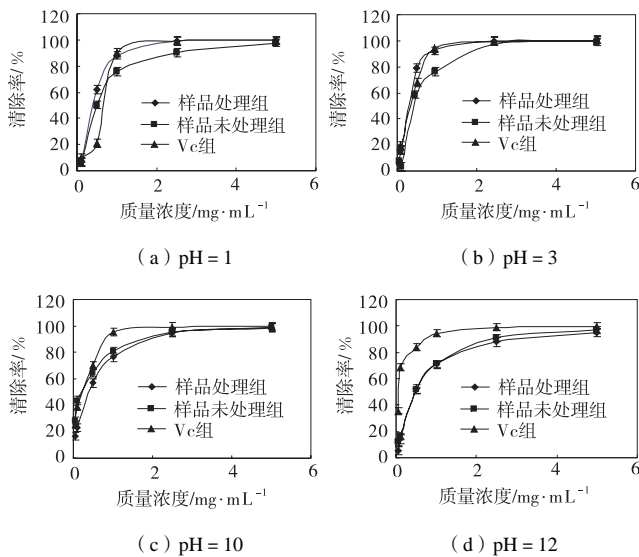 120
100
80
60
40
20
0
清除率/%
样品处理组
样品未处理组
Vc组
0 2 4 6
质量浓度/mg·mL⁻¹
(a) pH = 1
120
100
80
60
40
20
0
清除率/%
样品处理组
样品未处理组
Vc组
0 2 4 6
质量浓度/mg·mL⁻¹
(b) pH = 3
120
100
80
60
40
20
0
清除率/%
样品处理组
样品未处理组
Vc组
0 2 4 6
质量浓度/mg·mL⁻¹
(c) pH = 10
120
100
80
60
40
20
0
清除率/%
样品处理组
样品未处理组
Vc组
0 2 4 6
质量浓度/mg·mL⁻¹
(d) pH = 12